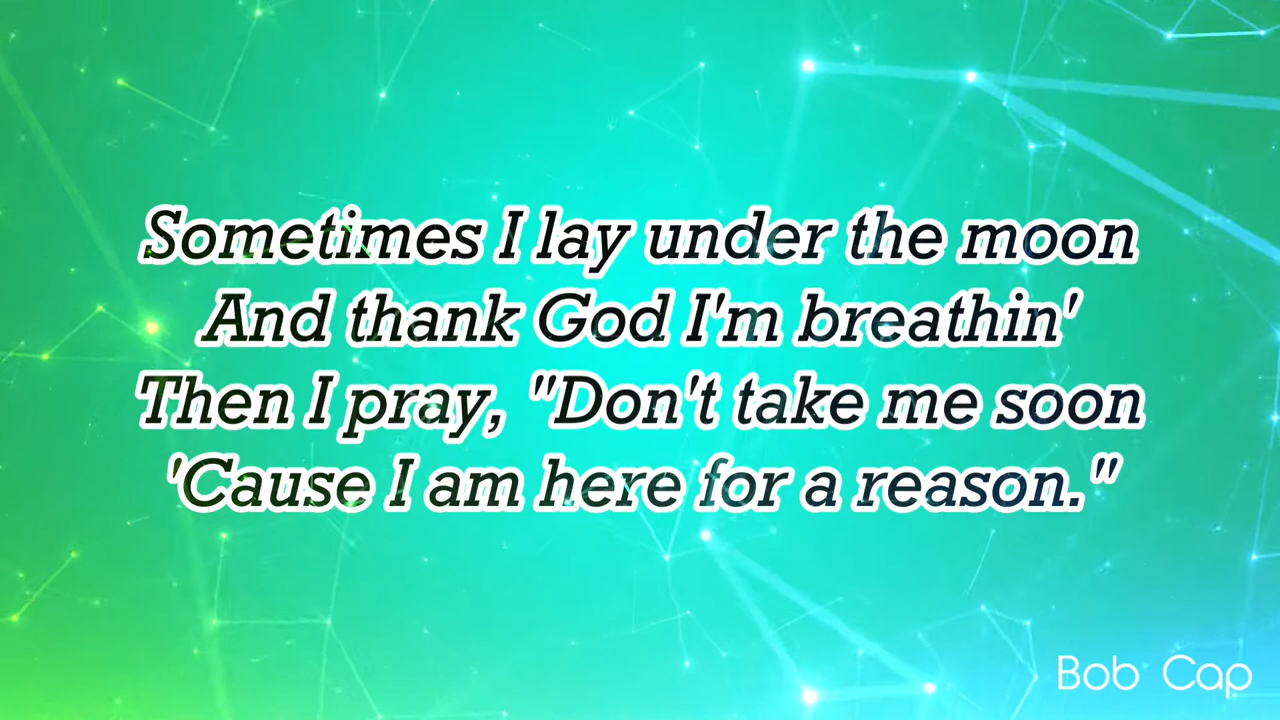 Sometimes I lay under the moon
And thank God I'm breathin'
Then I pray, "Don't take me soon
'Cause I am here for a reason."
Bob Cap